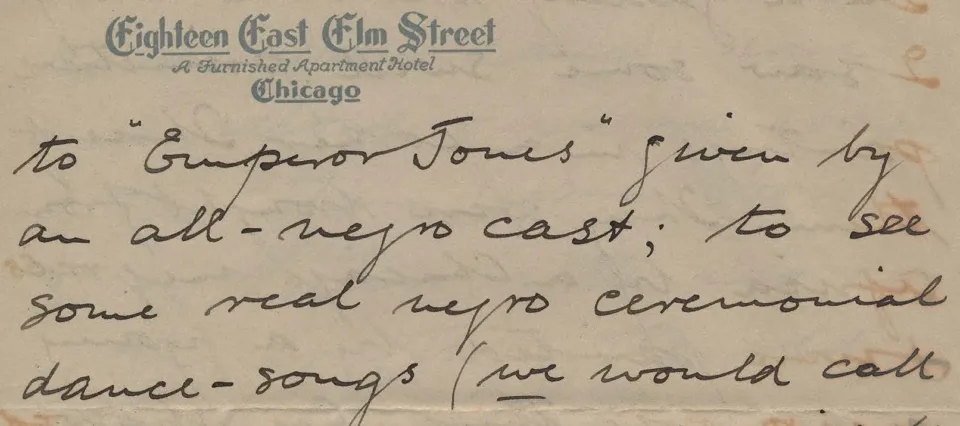 Eighteen East Elm Street
A Furnished Apartment Hotel
Chicago
to "Emperor Jones" given by
an all-negro cast; to see
some real negro ceremonial
dance-songs (we would call